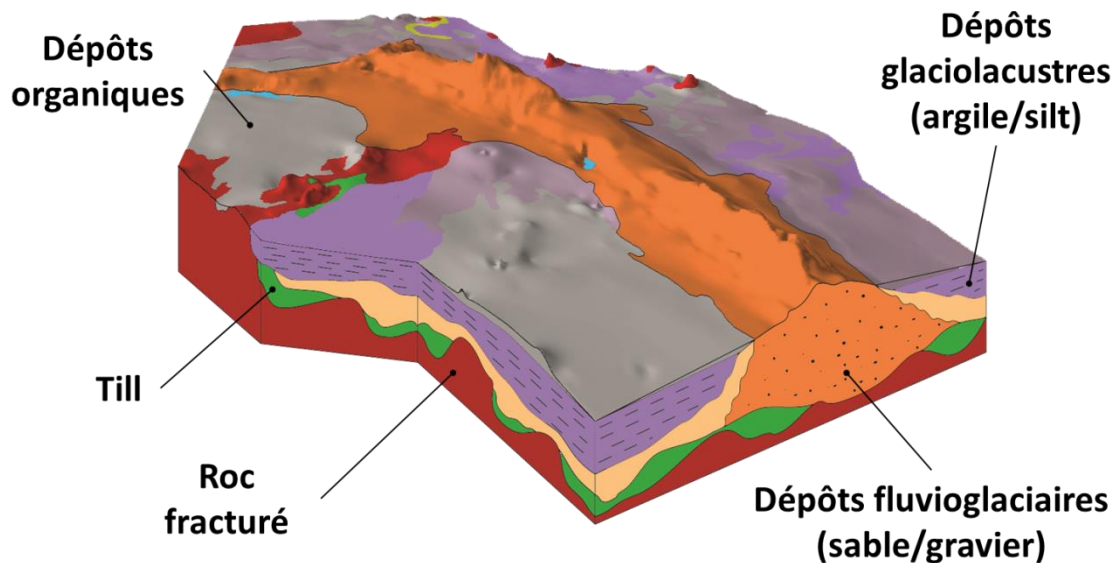 Dépôts
organiques
Dépôts
glaciolacustres
(argile/silt)
Till
Roc
fracturé
Dépôts fluvioglaciaires
(sable/gravier)